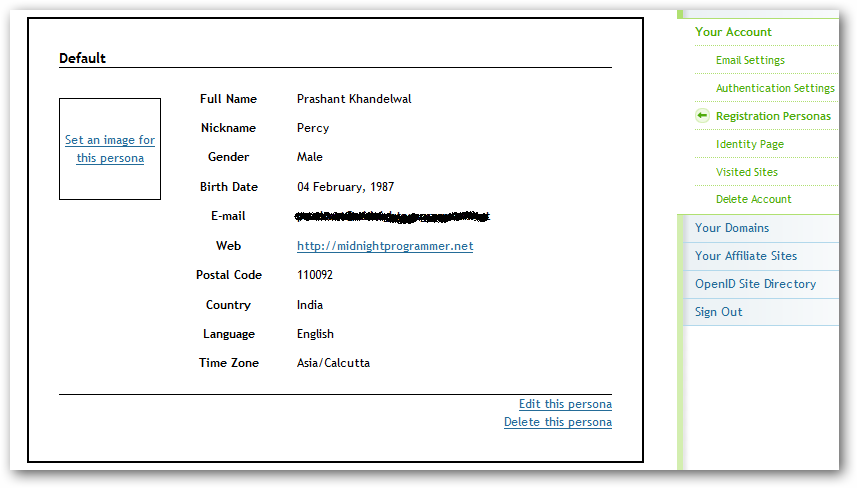 Default
Set an image for
this persona
Full Name Prashant Khandelwal
Nickname Percy
Gender Male
Birth Date 04 February, 1987
E-mail
Web http://midnightprogrammer.net
Postal Code 110092
Country India
Language English
Time Zone Asia/Calcutta
Edit this persona
Delete this persona
Your Account
Email Settings
Authentication Settings
Registration Personas
Identity Page
Visited Sites
Delete Account
Your Domains
Your Affiliate Sites
OpenID Site Directory
Sign Out